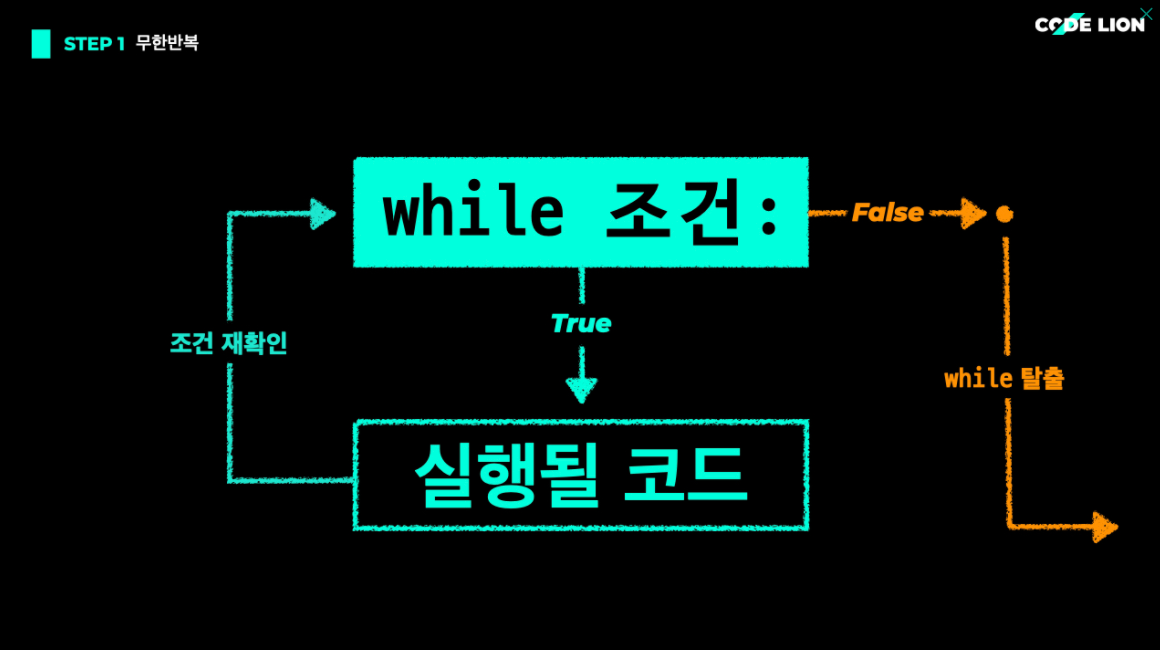 STEP 1 무한반복
CODE LION
while 조건:
False
True
조건 재확인
while 탈출
실행될 코드